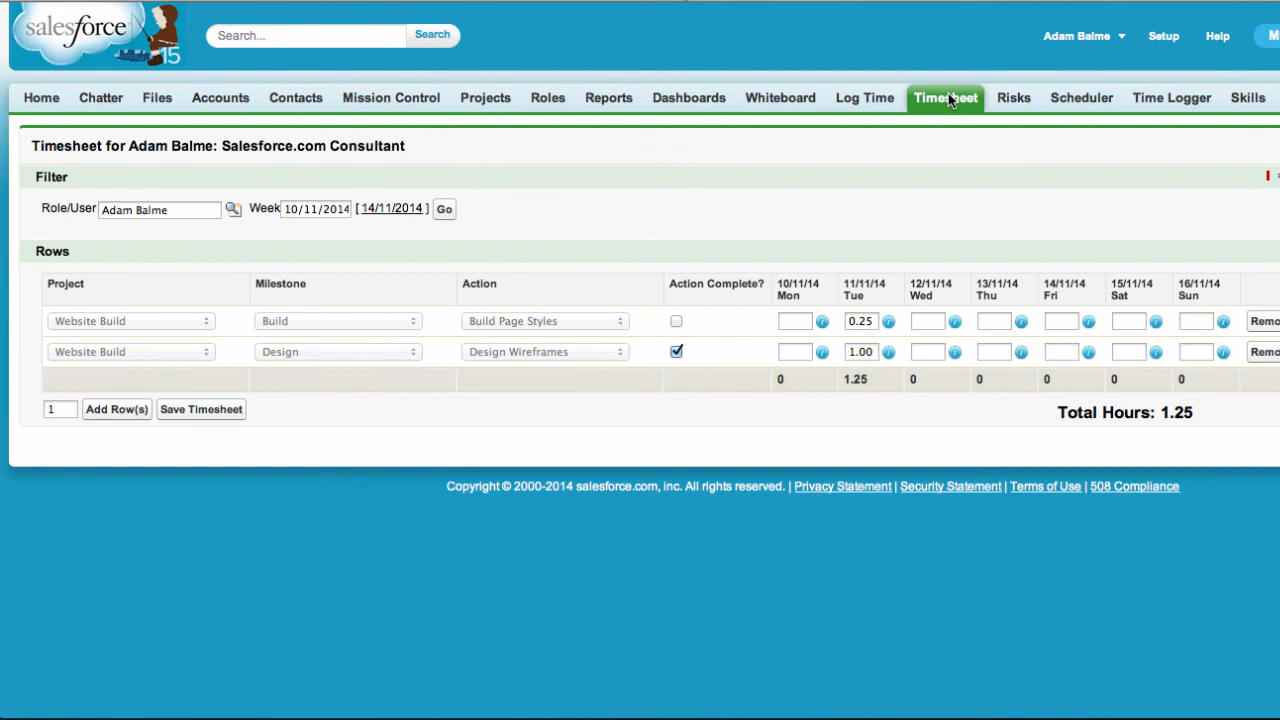 salesforce
15
Search...
Search
Adam Balme
Setup
Help
M
Home
Chatter
Files
Accounts
Contacts
Mission Control
Projects
Roles
Reports
Dashboards
Whiteboard
Log Time
Timesheet
Risks
Scheduler
Time Logger
Skills
Timesheet for Adam Balme: Salesforce.com Consultant
Filter
Role/User Adam Balme Week 10/11/2014 [ 14/11/2014 ] Go
Rows
Project Milestone Action Action Complete? 10/11/14 11/11/14 12/11/14 13/11/14 14/11/14 15/11/14 16/11/14
Mon Tue Wed Thu Fri Sat Sun
Website Build Build Build Page Styles 0.25 Remo
Website Build Design Design Wireframes 1.00 Remo
0 1.25 0 0 0 0 0
1 Add Row(s) Save Timesheet
Total Hours: 1.25
Copyright © 2000-2014 salesforce.com, inc. All rights reserved. | Privacy Statement | Security Statement | Terms of Use | 508 Compliance